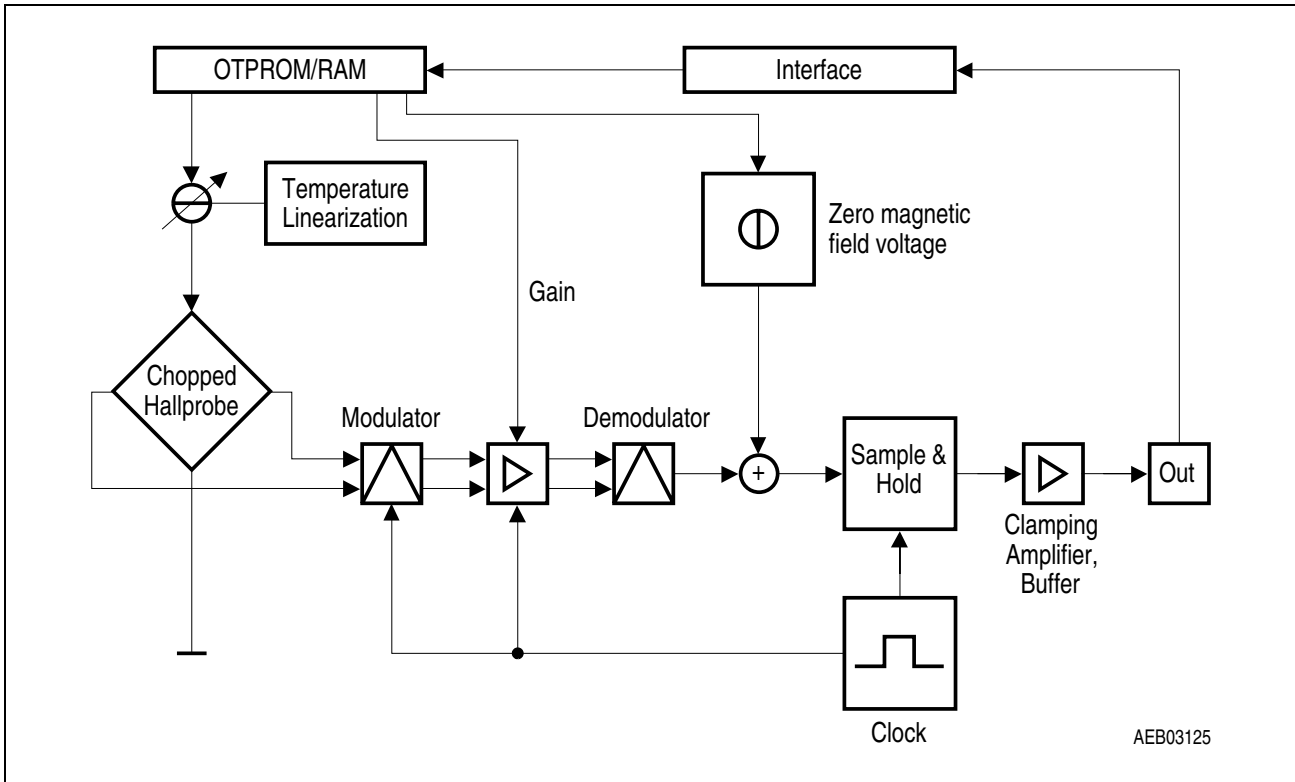 OTPROM/RAM
Interface
Temperature
Linearization
Zero magnetic
field voltage
Gain
Chopped
Hallprobe
Modulator
Demodulator
Sample &
Hold
+
Out
Clamping
Amplifier,
Buffer
Clock
AEB03125